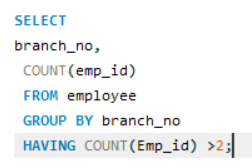 SELECT
branch_no,
COUNT(emp_id)
FROM employee
GROUP BY branch_no
HAVING COUNT(Emp_id) >2;